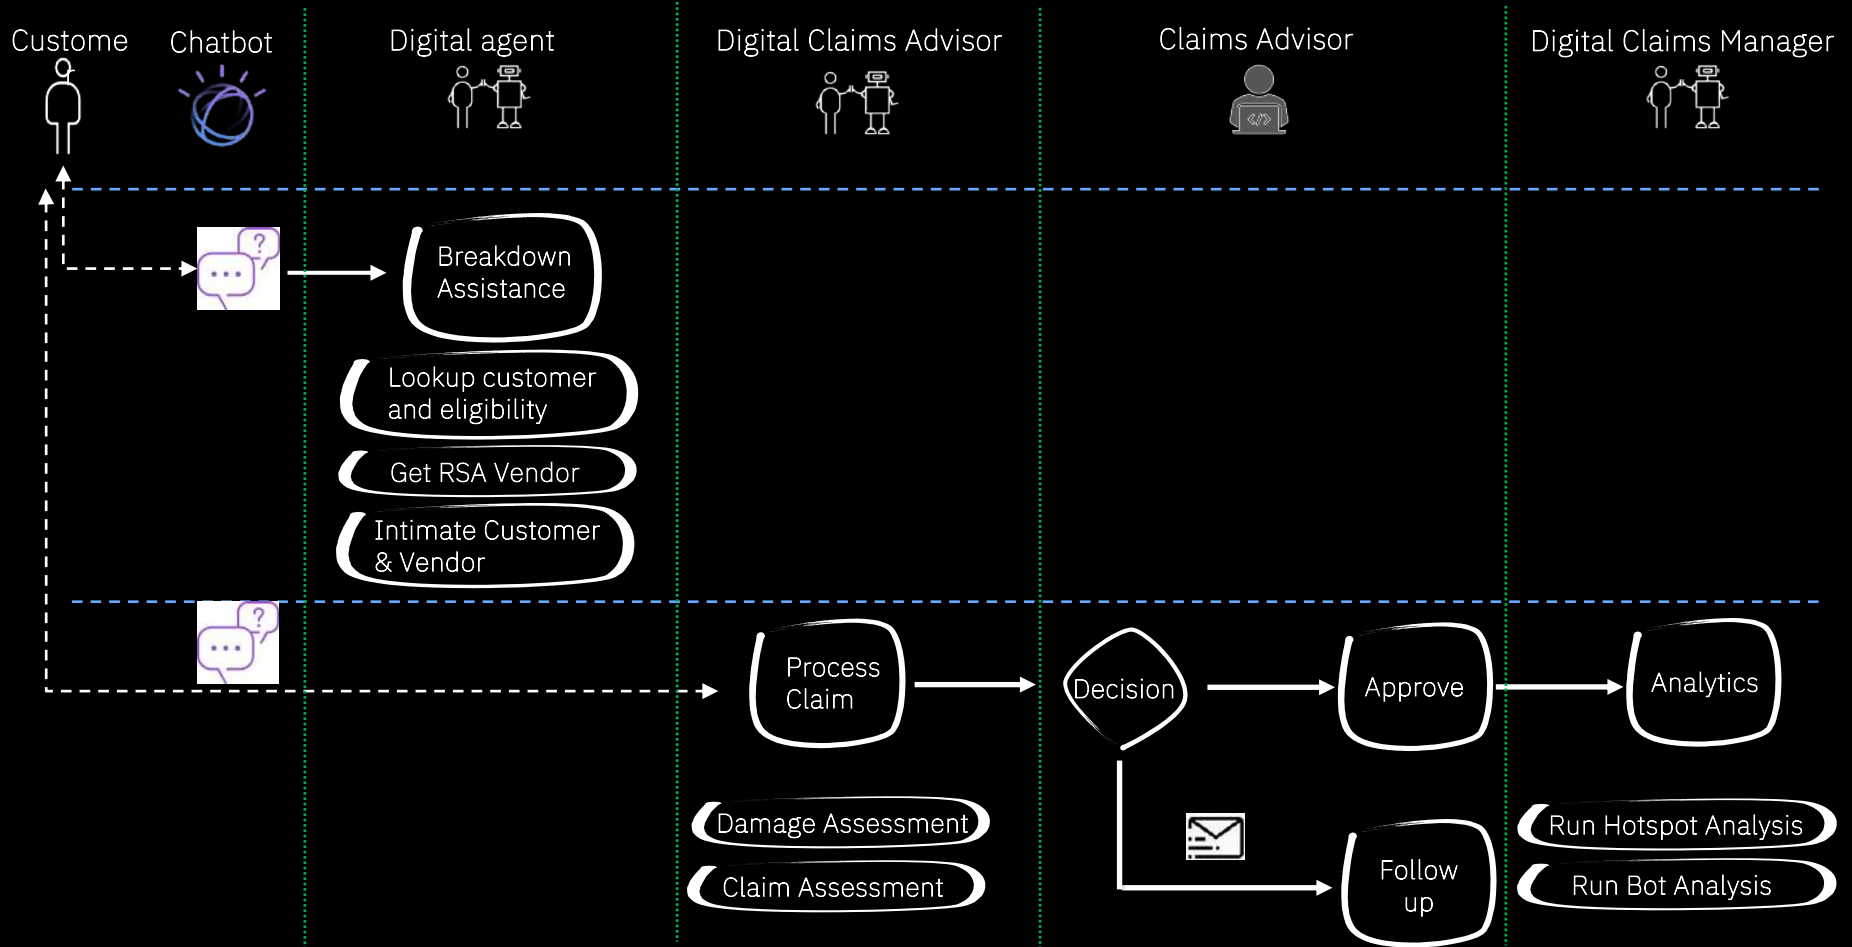 Custome
Chatbot
Digital agent
Digital Claims Advisor
Claims Advisor
Digital Claims Manager
?
Breakdown
Assistance
Lookup customer
and eligibility
Get RSA Vendor
Intimate Customer
& Vendor
?
Process
Claim
Decision
Approve
Analytics
Damage Assessment
Claim Assessment
Follow
up
Run Hotspot Analysis
Run Bot Analysis